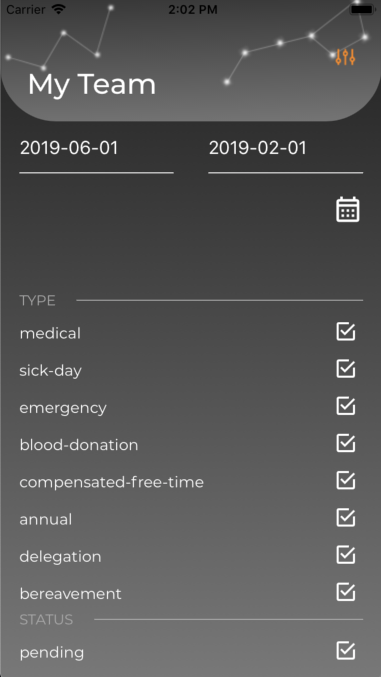 Carrier 2:02 PM
My Team
2019-06-01 2019-02-01
TYPE
medical
sick-day
emergency
blood-donation
compensated-free-time
annual
delegation
bereavement
STATUS
pending